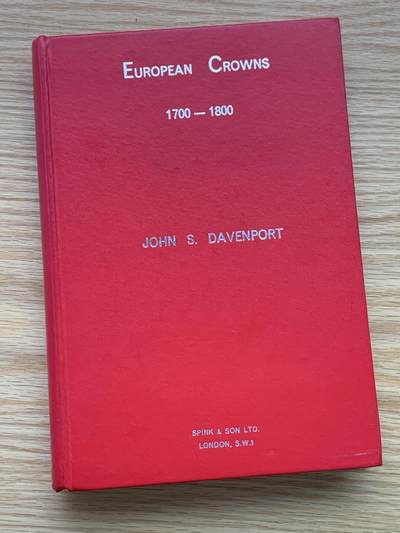 EUROPEAN CROWNS
1700 — 1800
JOHN S. DAVENPORT
SPINK & SON LTD.
LONDON, S.W.1